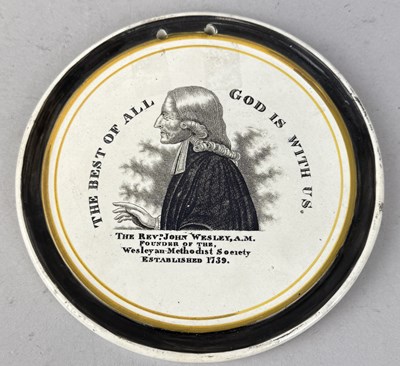 THE BEST OF ALL GOD IS WITH US.
THE REVD. JOHN WESLEY, A.M.
FOUNDER OF THE,
Wesleyan-Methodist Society
ESTABLISHED 1739.